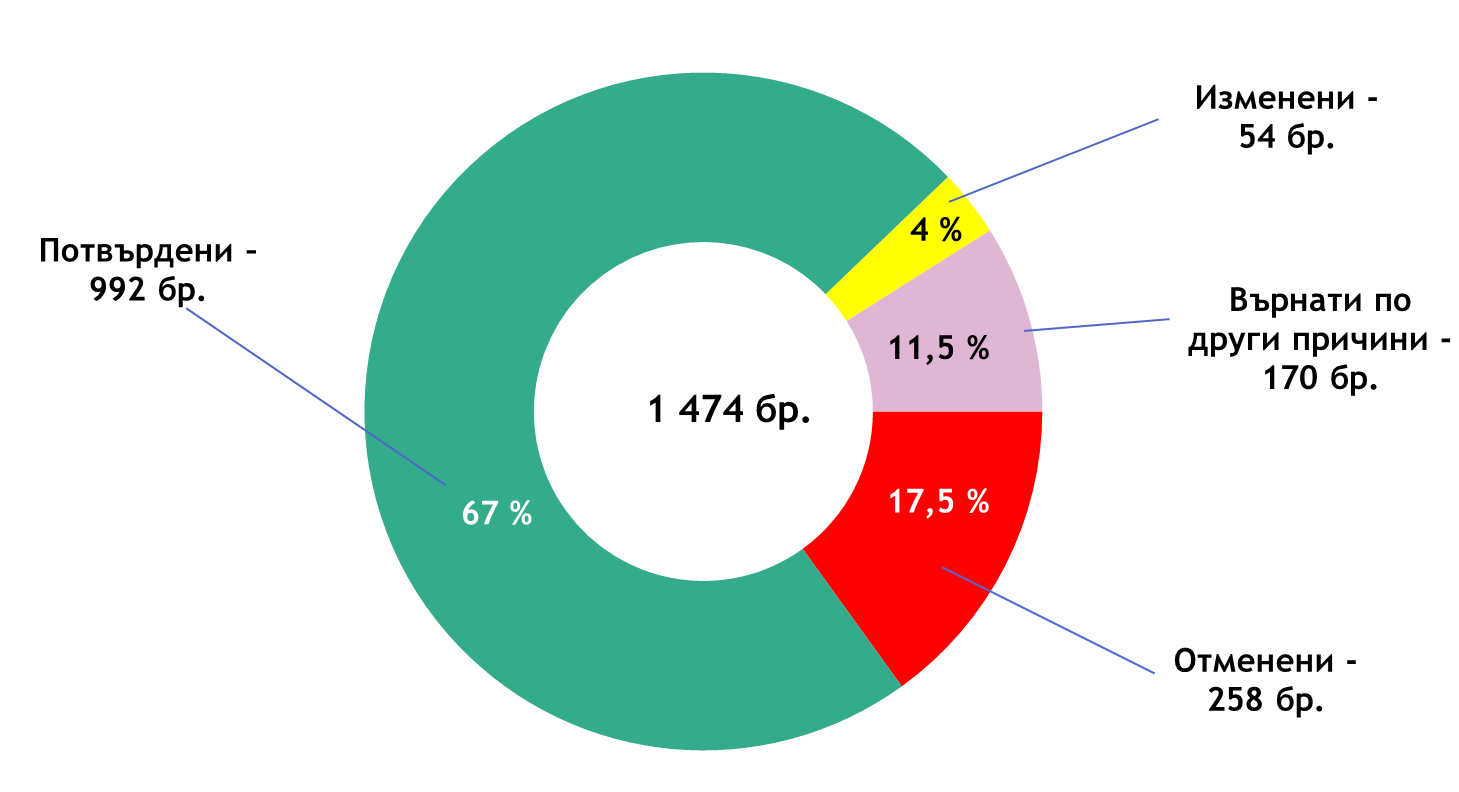 Изменени -
54 бр.
4 %
Потвърдени -
992 бр.
Върнати по
други причини -
170 бр.
11,5 %
1 474 бр.
17,5 %
67 %
Отменени -
258 бр.